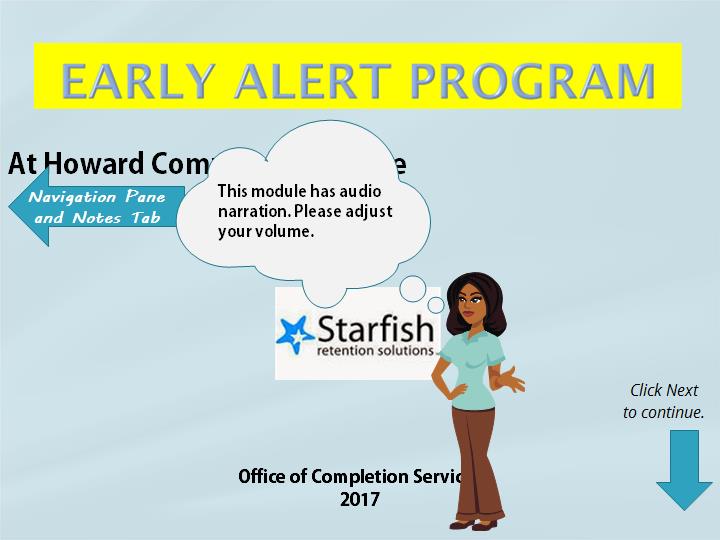 EARLY ALERT PROGRAM
At Howard Com
Navigation Pane
and Notes Tab
This module has audio
narration. Please adjust
your volume.
Starfish
retention solutions
Click Next
to continue.
Office of Completion Servic
2017